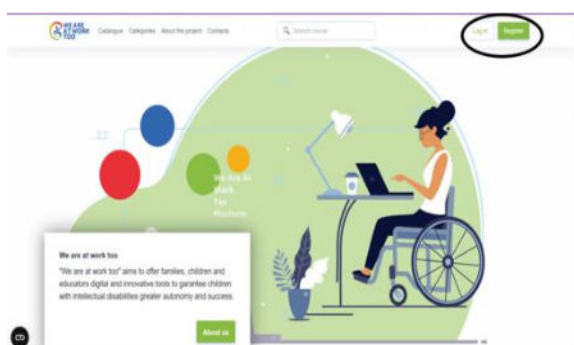 WE ARE
AT WORK
TOO
Catalogue Categories About the project Contacts
Search course
Log in
Register
We Are At
Work
Too
Platform
We are at work too
"We are at work too" aims to offer families, children and
educators digital and innovative tools to garantee children
with intellectual disabilities greater autonomy and success.
About us